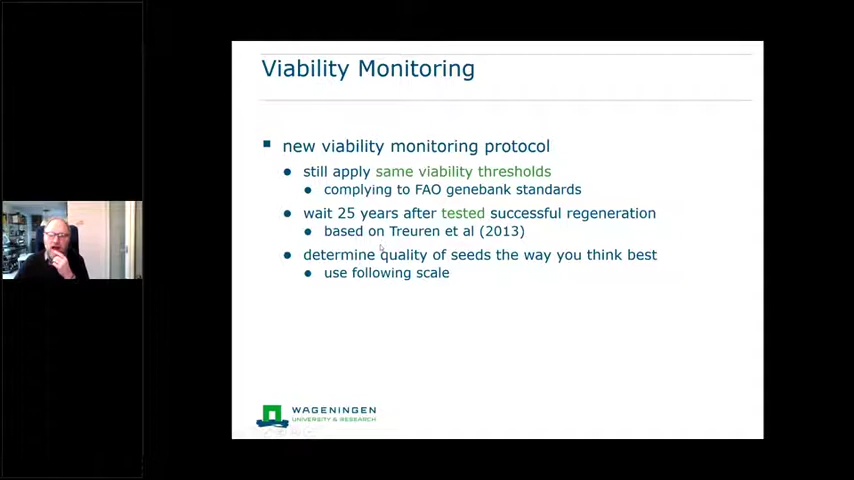 Viability Monitoring
new viability monitoring protocol
still apply same viability thresholds
complying to FAO genebank standards
wait 25 years after tested successful regeneration
based on Treuren et al (2013)
determine quality of seeds the way you think best
use following scale
WAGENINGEN
UNIVERSITY & RESEARCH